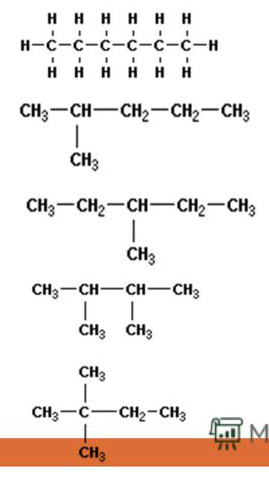 H H H H H H
H—C—C—C—C—C—C—H
H H H H H H
CH₃—CH—CH₂—CH₂—CH₃
CH₃
CH₃—CH₂—CH—CH₂—CH₃
CH₃
CH₃—CH—CH—CH₃
CH₃ CH₃
CH₃
CH₃—C—CH₂—CH₃
CH₃